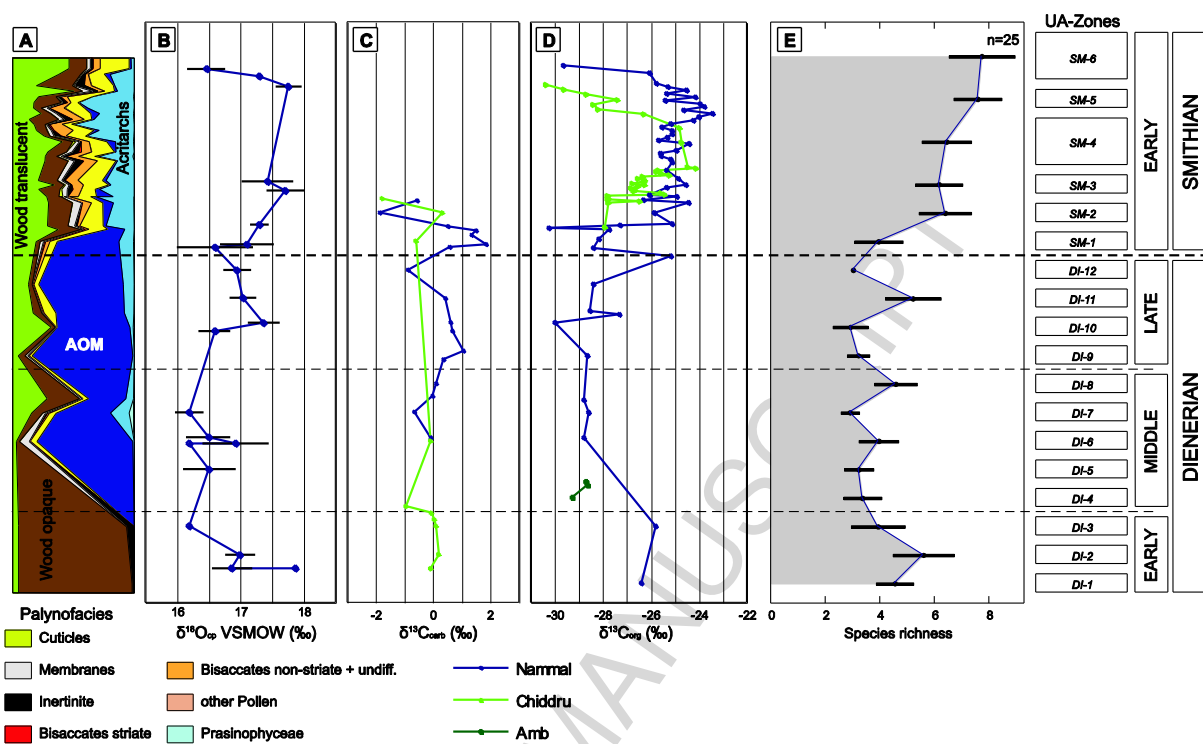 UA-Zones
A
B
C
D
E
n=25
Wood translucent
Acritarchs
AOM
Wood opaque
SM-6
SM-5
SM-4
SM-3
SM-2
SM-1
DI-12
DI-11
DI-10
DI-9
DI-8
DI-7
DI-6
DI-5
DI-4
DI-3
DI-2
DI-1
EARLY
LATE
MIDDLE
EARLY
SMITHIAN
DIENERIAN
MANUSCRIPT
16 17 18
-2 0 2
-30 -28 -26 -24 -22
0 2 4 6 8
Palynofacies
δ¹⁸Ocp VSMOW (‰)
δ¹³Ccarb (‰)
δ¹³Corg (‰)
Species richness
Cuticles
Membranes
Inertinite
Bisaccates striate
Bisaccates non-striate + undiff.
other Pollen
Prasinophyceae
Nammal
Chiddru
Amb